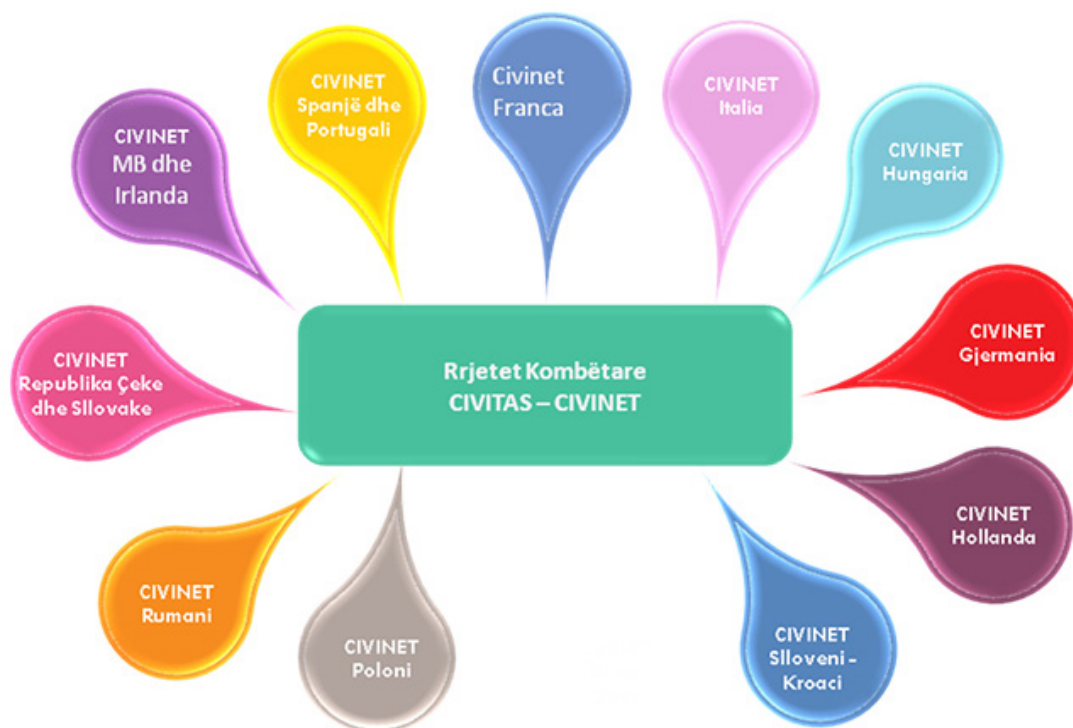 CIVINET
MB dhe
Irlanda
CIVINET
Spanjë dhe
Portugali
Civinet
Franca
CIVINET
Italia
CIVINET
Hungaria
CIVINET
Republika Çeke
dhe Sllovake
Rrjetet Kombëtare
CIVITAS – CIVINET
CIVINET
Gjermania
CIVINET
Hollanda
CIVINET
Rumani
CIVINET
Poloni
CIVINET
Slloveni –
Kroaci